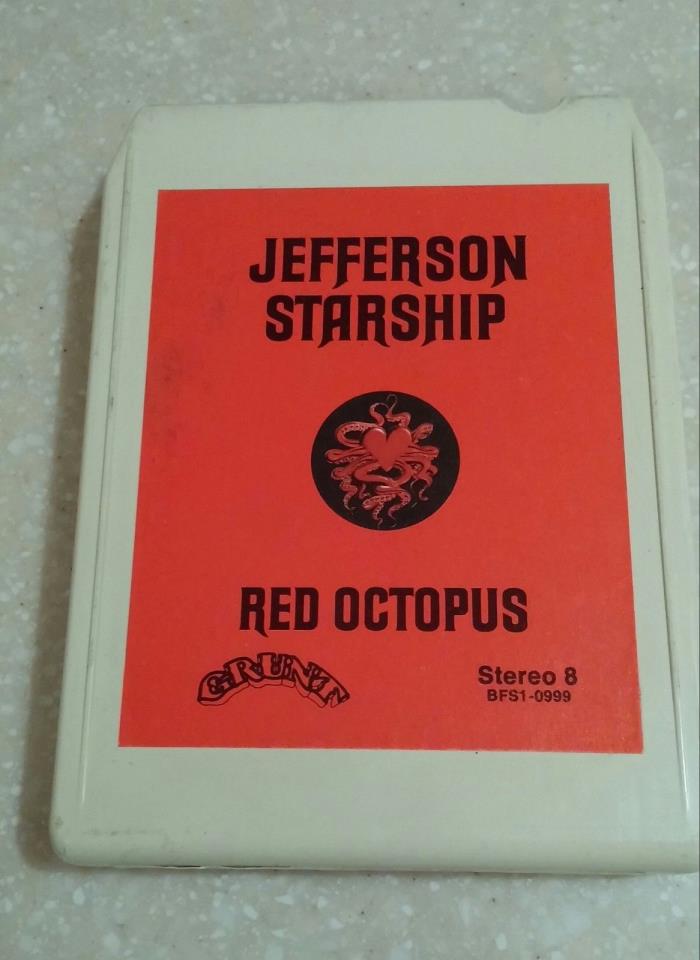 JEFFERSON
STARSHIP
RED OCTOPUS
GRUNT
Stereo 8
BFS1-0999